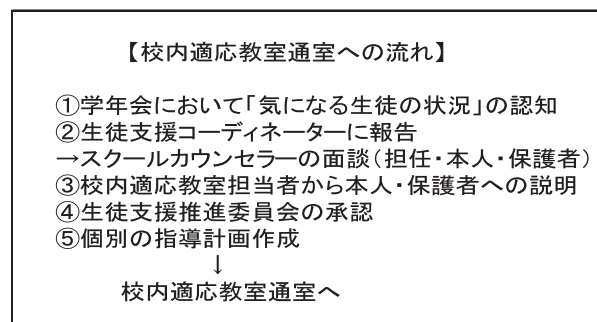 【校内適応教室通室への流れ】
①学年会において「気になる生徒の状況」の認知
②生徒支援コーディネーターに報告
→スクールカウンセラーの面談（担任・本人・保護者）
③校内適応教室担当者から本人・保護者への説明
④生徒支援推進委員会の承認
⑤個別の指導計画作成
↓
校内適応教室通室へ